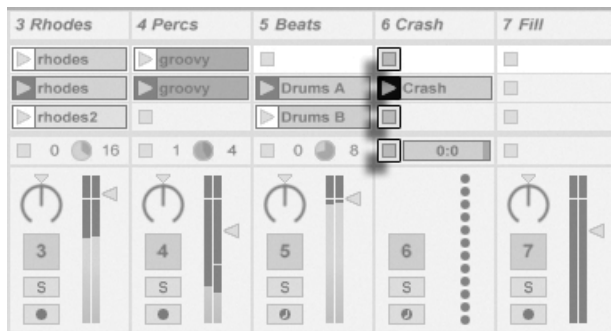 3 Rhodes 4 Percs 5 Beats 6 Crash 7 Fill
rhodes groovy
rhodes groovy Drums A Crash
rhodes2 Drums B
0 16 1 4 0 8 0:0
3 4 5 6 7
S S S S S